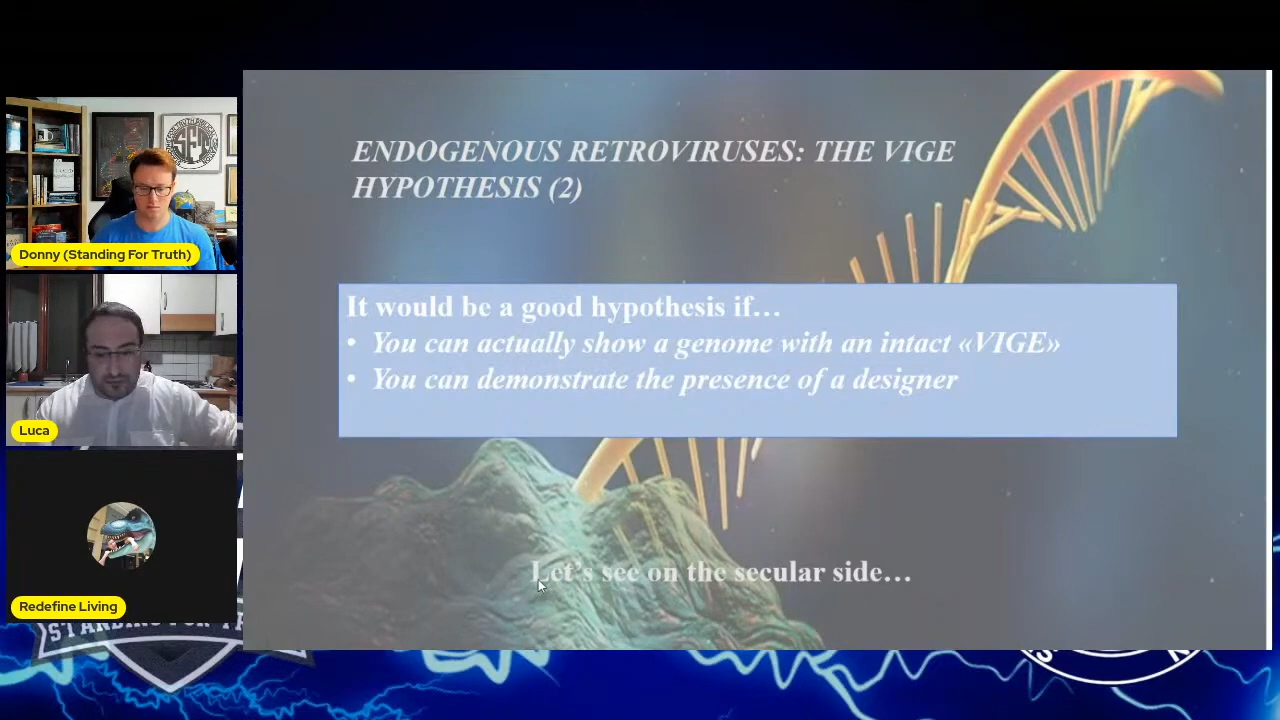 ENDOGENOUS RETROVIRUSES: THE VIGE
HYPOTHESIS (2)
It would be a good hypothesis if…
• You can actually show a genome with an intact «VIGE»
• You can demonstrate the presence of a designer
Let's see on the secular side…
SFT
Donny (Standing For Truth)
Luca
Redefine Living